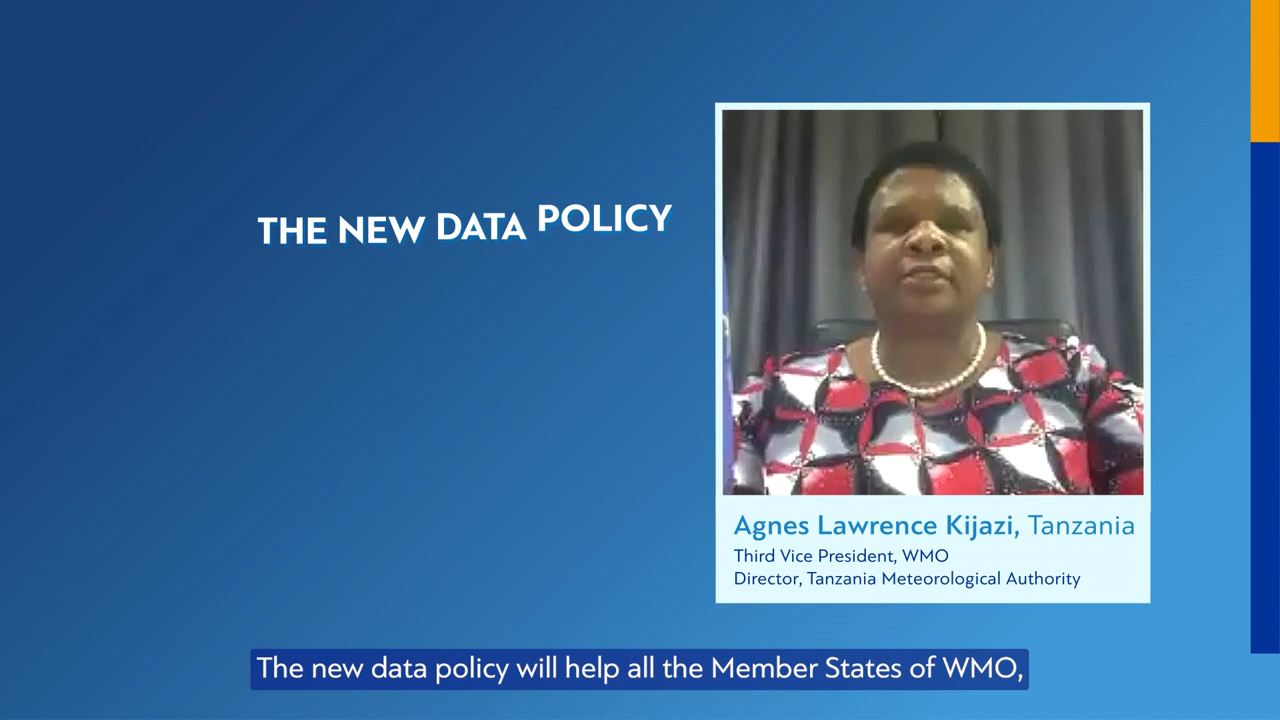 THE NEW DATA POLICY
Agnes Lawrence Kijazi, Tanzania
Third Vice President, WMO
Director, Tanzania Meteorological Authority
The new data policy will help all the Member States of WMO,